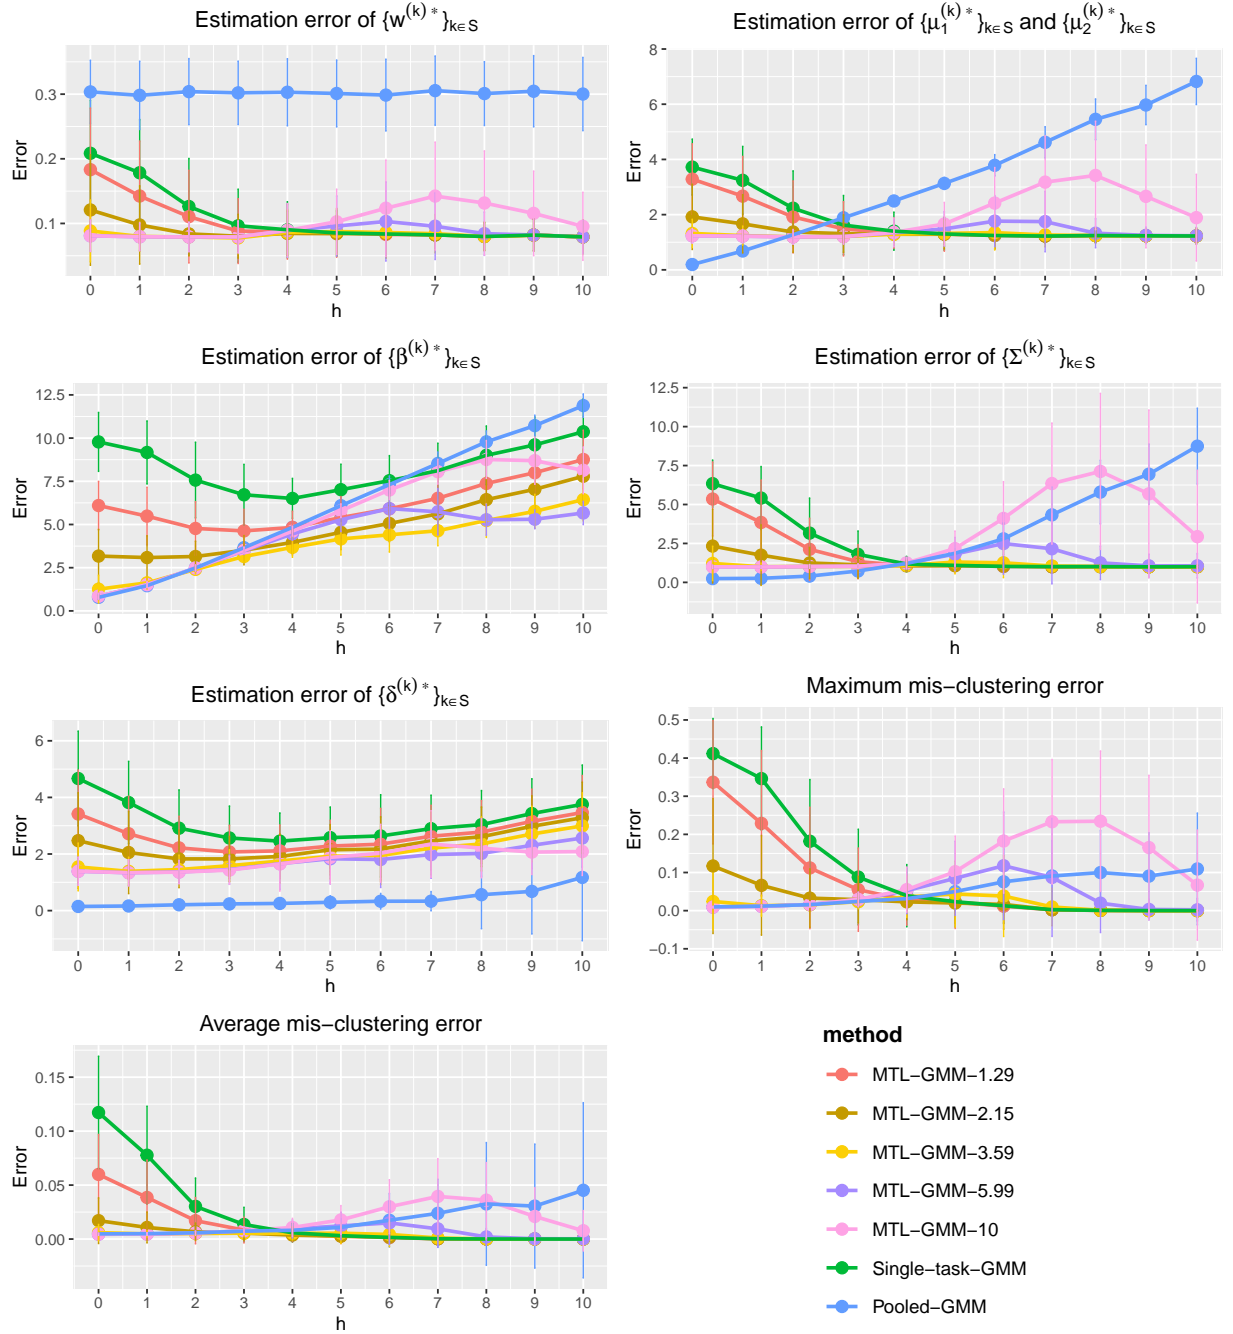 Estimation error of {w^(k)*}_k∈S
Estimation error of {μ₁^(k)*}_k∈S and {μ₂^(k)*}_k∈S
0.3
0.2
0.1
Error
0 1 2 3 4 5 6 7 8 9 10
h
8
6
4
2
0
Error
0 1 2 3 4 5 6 7 8 9 10
h
Estimation error of {β^(k)*}_k∈S
Estimation error of {Σ^(k)*}_k∈S
12.5
10.0
7.5
5.0
2.5
0.0
Error
0 1 2 3 4 5 6 7 8 9 10
h
12.5
10.0
7.5
5.0
2.5
0.0
Error
0 1 2 3 4 5 6 7 8 9 10
h
Estimation error of {δ^(k)*}_k∈S
Maximum mis−clustering error
6
4
2
0
Error
0 1 2 3 4 5 6 7 8 9 10
h
0.5
0.4
0.3
0.2
0.1
0.0
−0.1
Error
0 1 2 3 4 5 6 7 8 9 10
h
Average mis−clustering error
0.15
0.10
0.05
0.00
Error
0 1 2 3 4 5 6 7 8 9 10
h
method
MTL−GMM−1.29
MTL−GMM−2.15
MTL−GMM−3.59
MTL−GMM−5.99
MTL−GMM−10
Single−task−GMM
Pooled−GMM